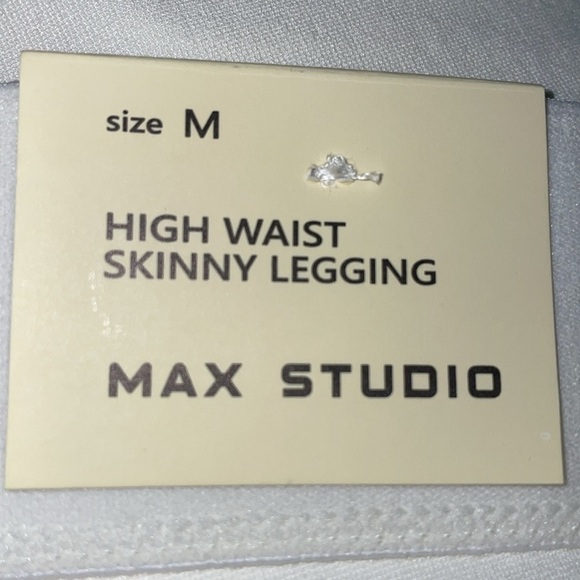 size M
HIGH WAIST
SKINNY LEGGING
MAX STUDIO